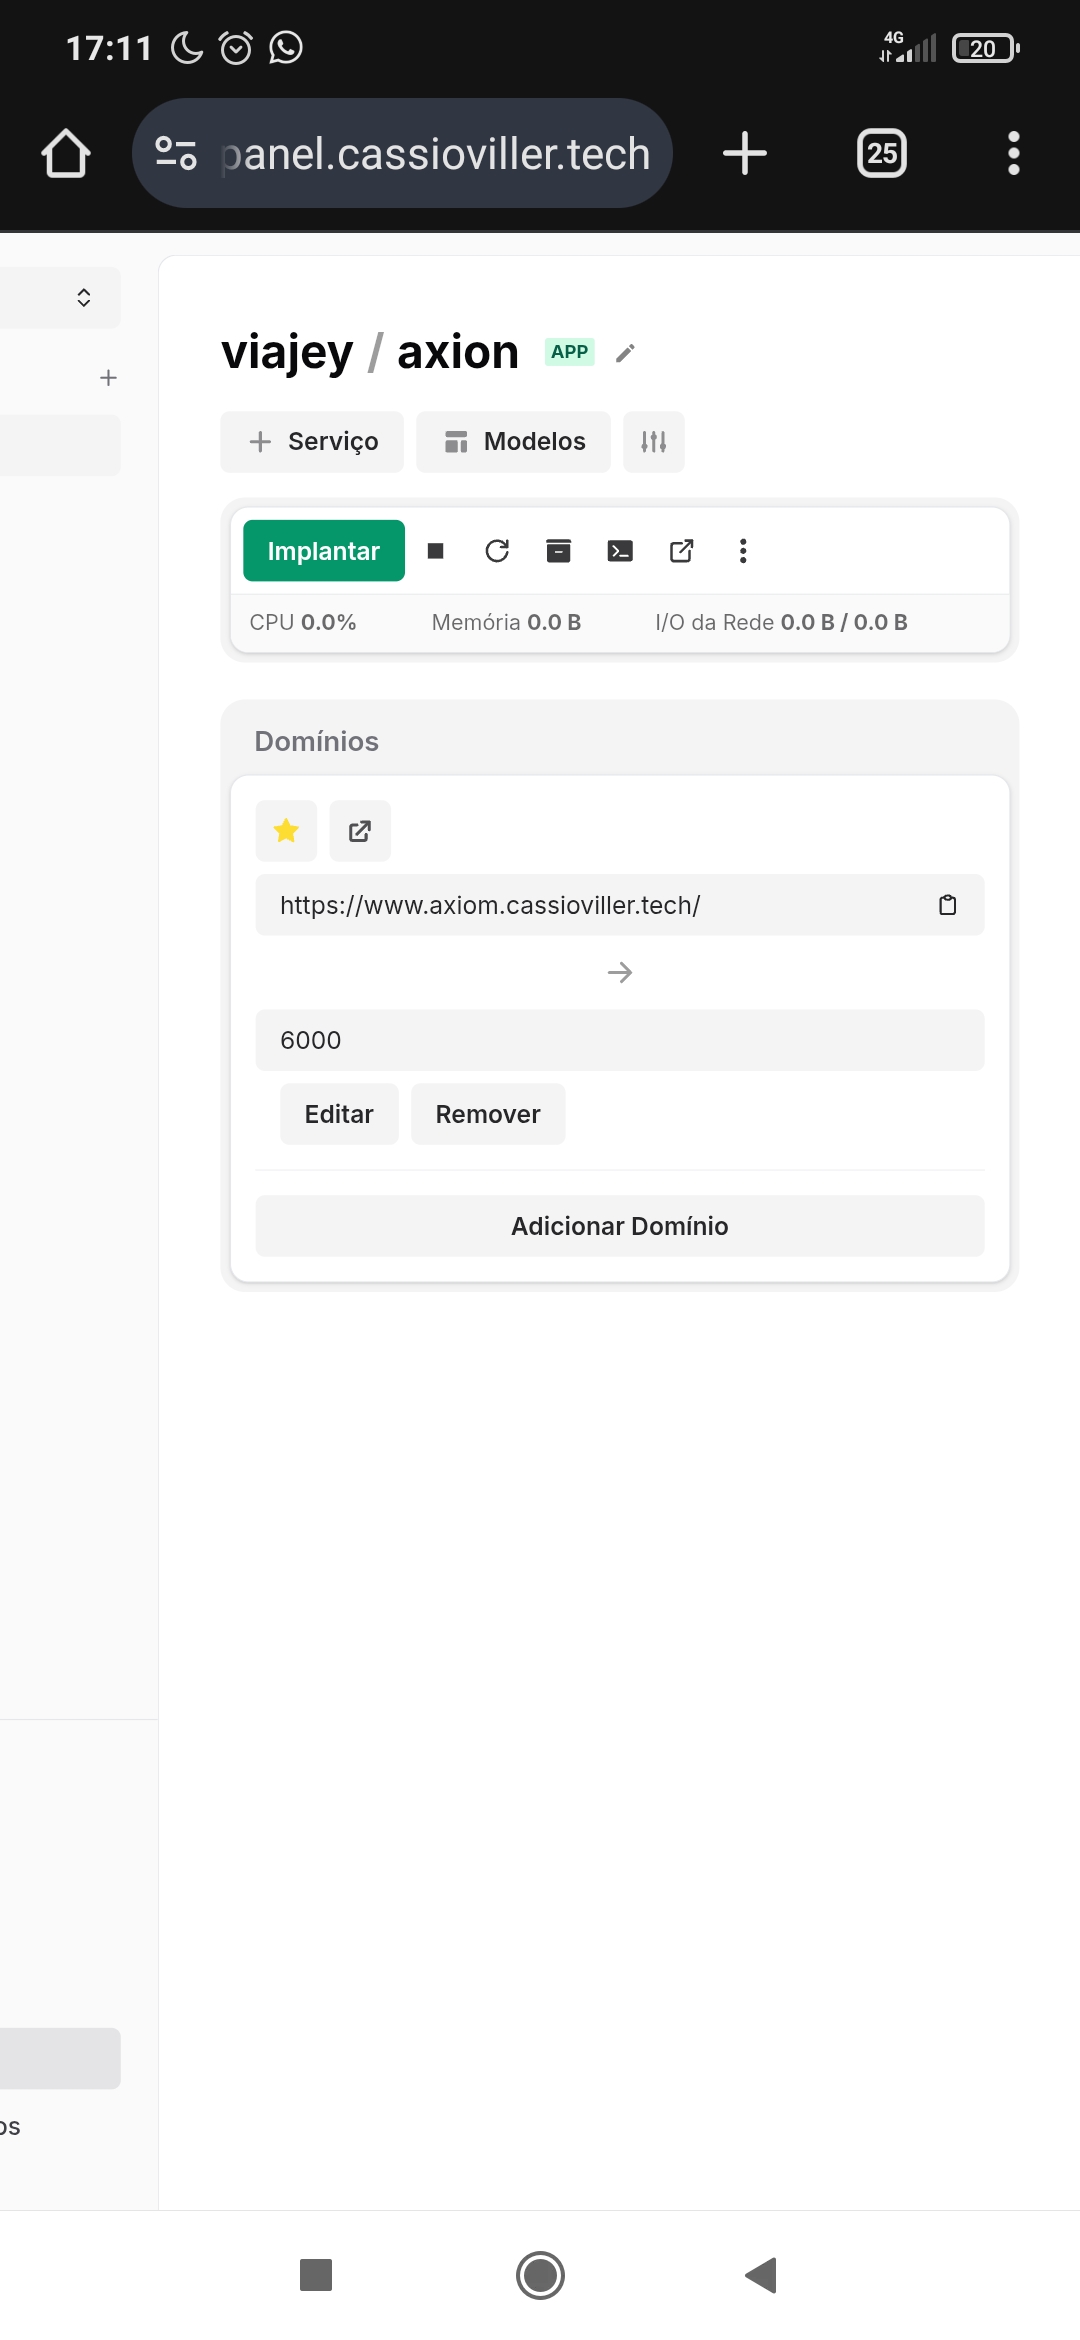 17:11
4G
20
panel.cassioviller.tech
25
viajey / axion APP
Serviço
Modelos
Implantar
CPU 0.0%
Memória 0.0 B
I/O da Rede 0.0 B / 0.0 B
Domínios
https://www.axiom.cassioviller.tech/
6000
Editar
Remover
Adicionar Domínio
os